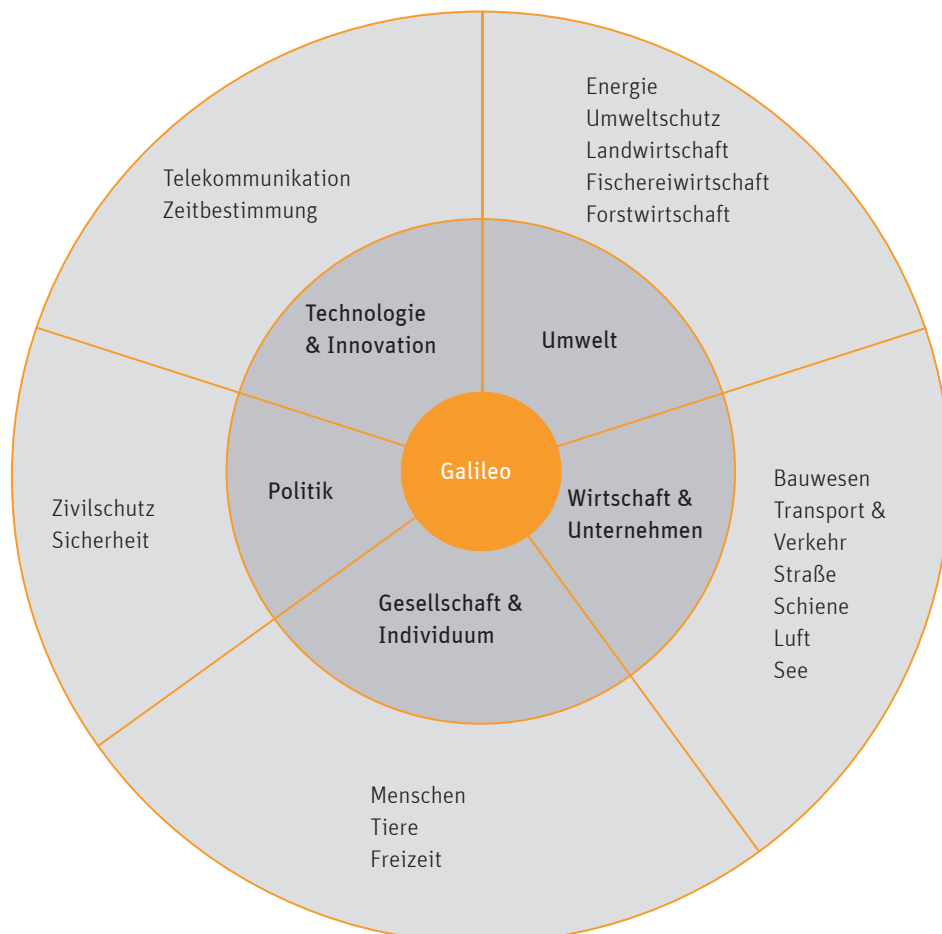 Energie
Umweltschutz
Landwirtschaft
Fischereiwirtschaft
Forstwirtschaft
Telekommunikation
Zeitbestimmung
Technologie
& Innovation
Umwelt
Galileo
Politik
Wirtschaft &
Unternehmen
Zivilschutz
Sicherheit
Bauwesen
Transport &
Verkehr
Straße
Schiene
Luft
See
Gesellschaft &
Individuum
Menschen
Tiere
Freizeit